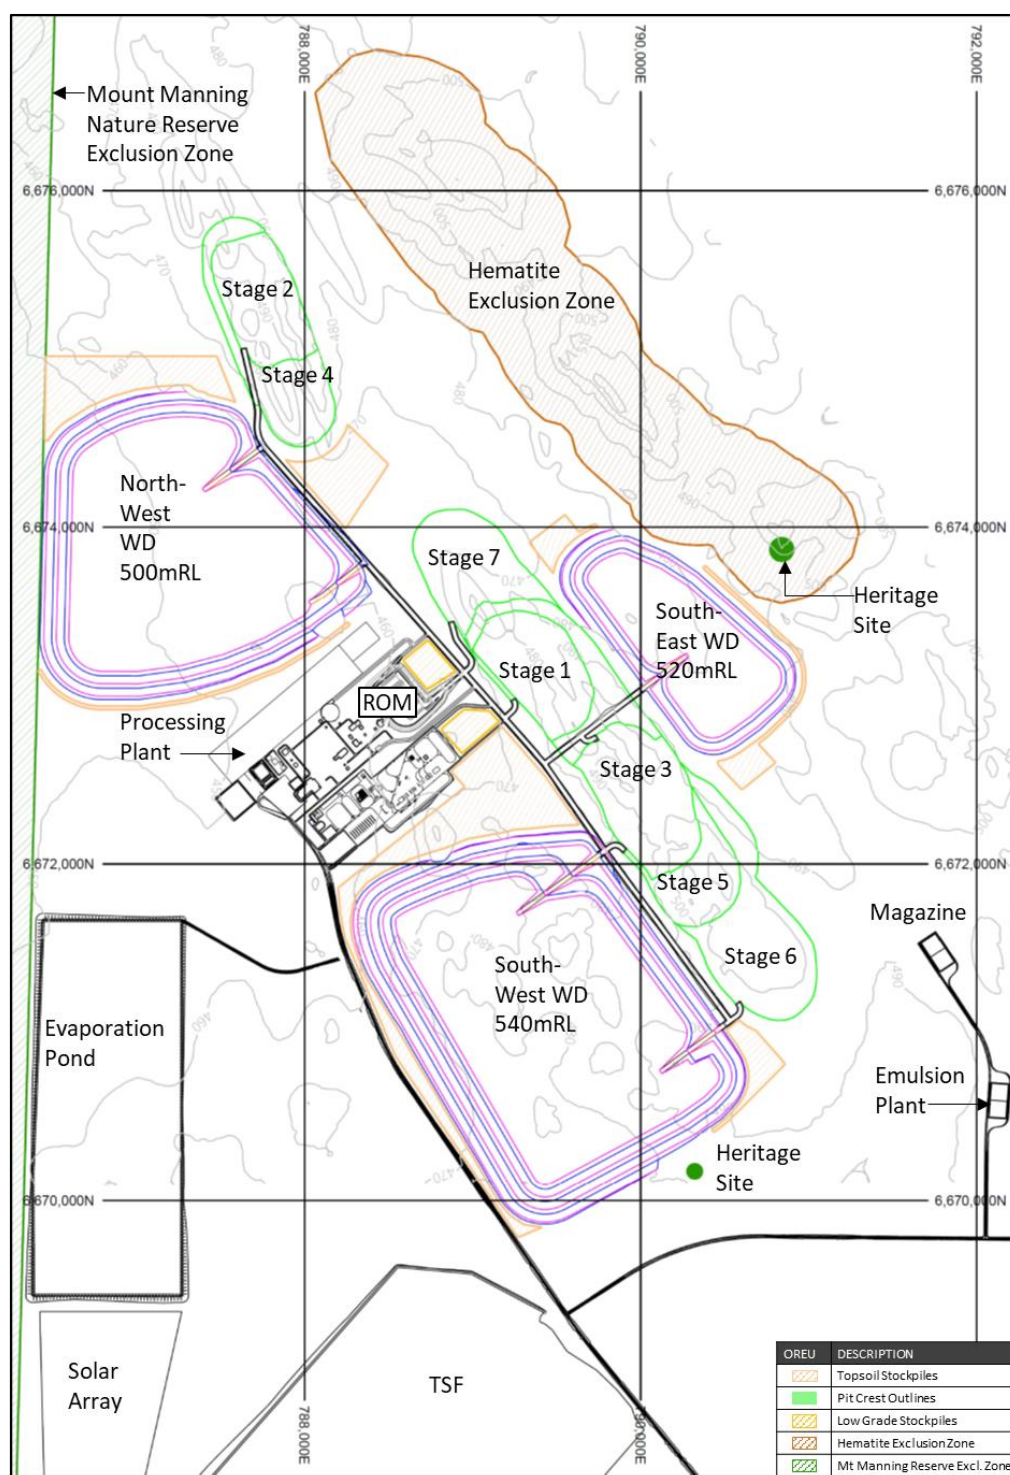 788,000E
790,000E
792,000E
Mount Manning
Nature Reserve
Exclusion Zone
6,676,000N
6,676,000N
Hematite
Exclusion Zone
Stage 2
Stage 4
North-
West
WD
500mRL
6,674,000N
6,674,000N
Stage 7
Heritage
Site
South-
East WD
520mRL
Stage 1
ROM
Processing
Plant
Stage 3
6,672,000N
6,672,000N
Stage 5
Magazine
Stage 6
South-
West WD
540mRL
Evaporation
Pond
Emulsion
Plant
Heritage
Site
6,670,000N
6,670,000N
Solar
Array
TSF
788,000E
OREU DESCRIPTION
Topsoil Stockpiles
Pit Crest Outlines
Low Grade Stockpiles
Hematite Exclusion Zone
Mt Manning Reserve Excl. Zone